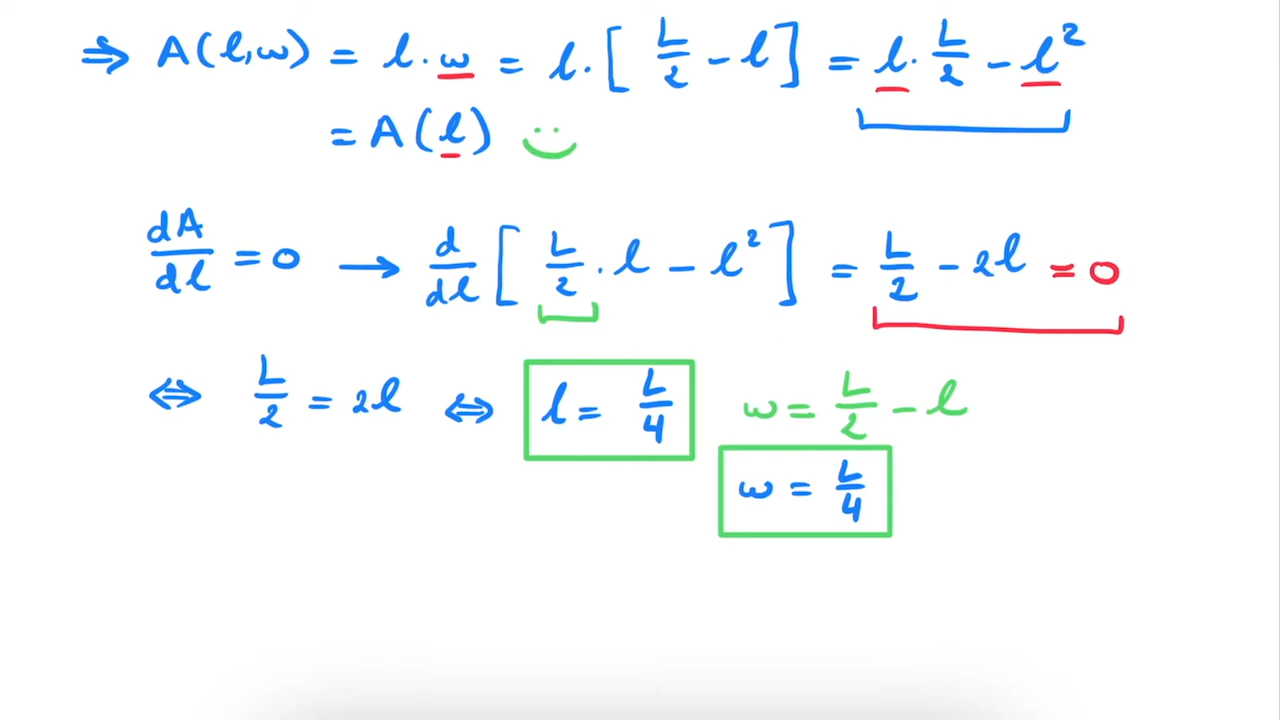 ⇒ A(l,w) = l · w = l · [ L/2 − l ] = l · L/2 − l²
= A(l)
dA/dl = 0 → d/dl [ L/2 · l − l² ] = L/2 − 2l = 0
⇔ L/2 = 2l ⇔ l = L/4 w = L/2 − l
w = L/4